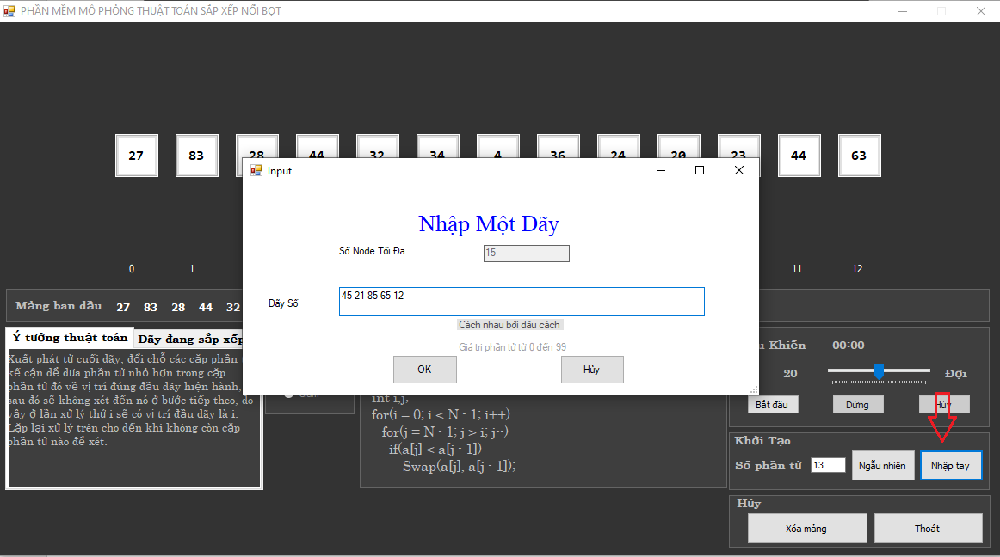 PHẦN MỀM MÔ PHỎNG THUẬT TOÁN SẮP XẾP NỔI BỌT
27 83 28 44 32 34 4 36 24 20 23 44 63
Input
Nhập Một Dãy
Số Node Tối Đa 15
0 1 11 12
Dãy Số 45 21 85 65 12
Mảng ban đầu 27 83 28 44 32
Cách nhau bởi dấu cách
Giá trị phần tử từ 0 đến 99
OK Hủy
Ý tưởng thuật toán Dãy đang sắp xếp
Xuất phát từ cuối dãy, đổi chỗ các cặp phần
kế cận để đưa phần tử nhỏ hơn trong cặp
phần tử đó về vị trí đúng đầu dãy hiện hành,
sau đó sẽ không xét đến nó ở bước tiếp theo, do
vậy ở lần xử lý thứ i sẽ có vị trí đầu dãy là i.
Lặp lại xử lý trên cho đến khi không còn cặp
phần tử nào để xét.
int i,j;
for(i = 0; i < N - 1; i++)
for(j = N - 1; j > i; j--)
if(a[j] < a[j - 1])
Swap(a[j], a[j - 1]);
Khiển 00:00
20 Đợi
Bắt đầu Dừng Hủy
Khởi Tạo
Số phần tử 13 Ngẫu nhiên Nhập tay
Hủy
Xóa mảng Thoát